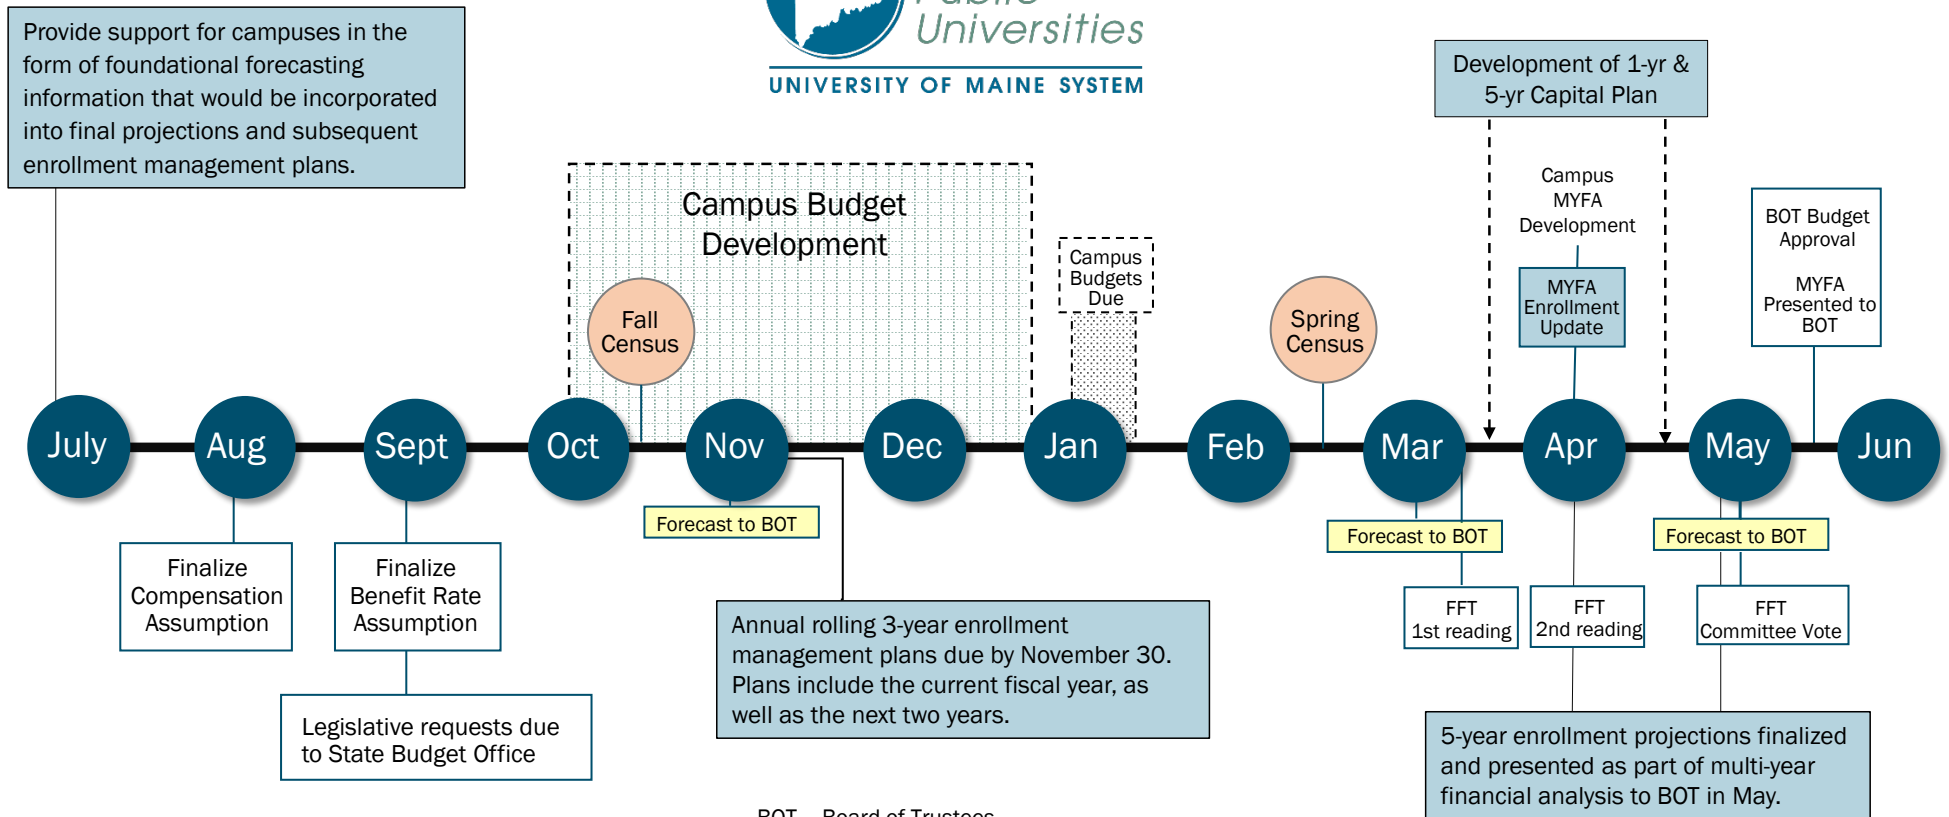 Universities
UNIVERSITY OF MAINE SYSTEM
Provide support for campuses in the
form of foundational forecasting
information that would be incorporated
into final projections and subsequent
enrollment management plans.
Development of 1-yr &
5-yr Capital Plan
Campus Budget
Development
Campus
Budgets
Due
Fall
Census
Spring
Census
Campus
MYFA
Development
MYFA
Enrollment
Update
BOT Budget
Approval
MYFA
Presented to
BOT
July
Aug
Sept
Oct
Nov
Dec
Jan
Feb
Mar
Apr
May
Jun
Finalize
Compensation
Assumption
Finalize
Benefit Rate
Assumption
Legislative requests due
to State Budget Office
Forecast to BOT
Annual rolling 3-year enrollment
management plans due by November 30.
Plans include the current fiscal year, as
well as the next two years.
Forecast to BOT
FFT
1st reading
FFT
2nd reading
Forecast to BOT
FFT
Committee Vote
5-year enrollment projections finalized
and presented as part of multi-year
financial analysis to BOT in May.